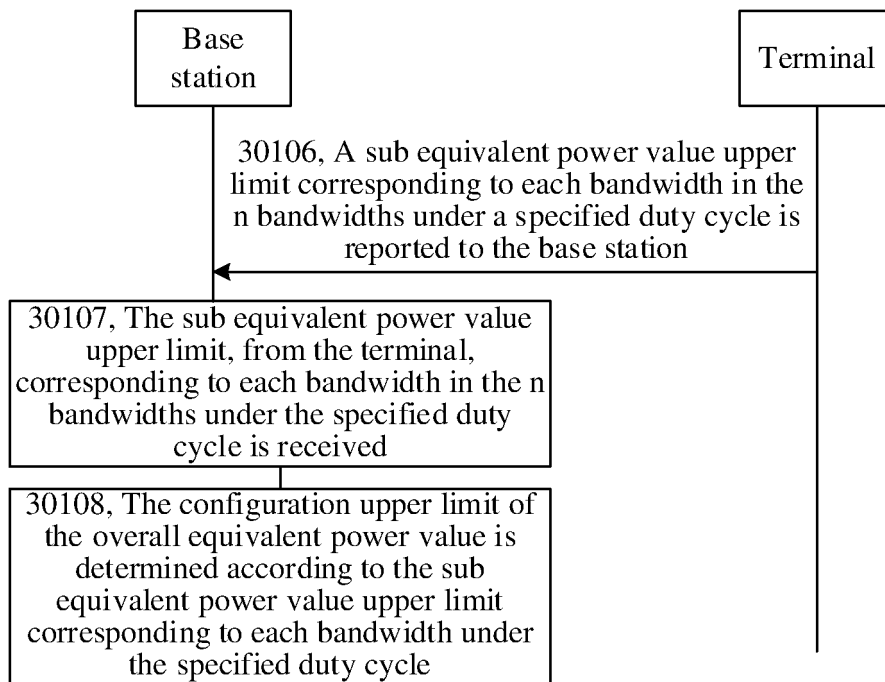 Base
station
Terminal
30106, A sub equivalent power value upper
limit corresponding to each bandwidth in the
n bandwidths under a specified duty cycle is
reported to the base station
30107, The sub equivalent power value
upper limit, from the terminal,
corresponding to each bandwidth in the n
bandwidths under the specified duty
cycle is received
30108, The configuration upper limit of
the overall equivalent power value is
determined according to the sub
equivalent power value upper limit
corresponding to each bandwidth under
the specified duty cycle